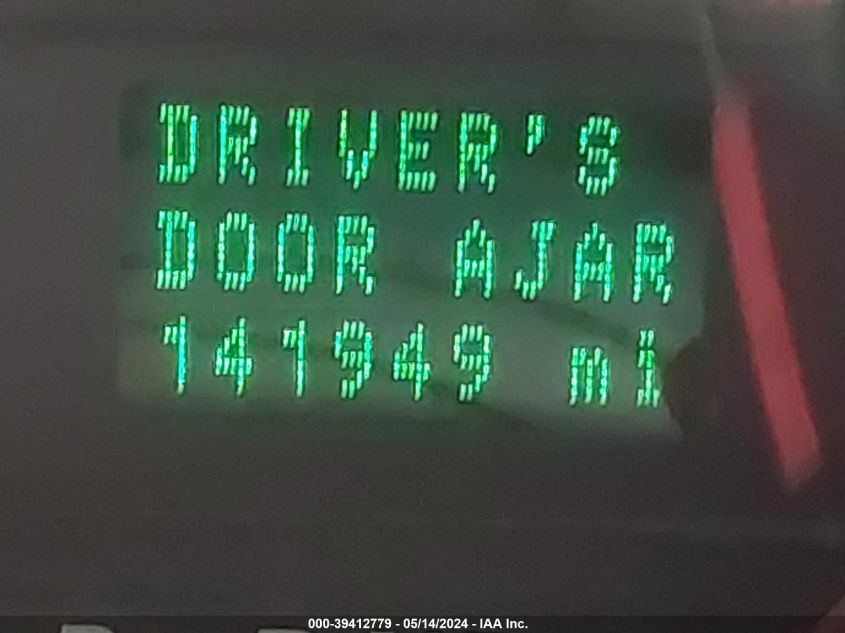 DRIVER'S
DOOR AJAR
141949 mi
000-39412779 - 05/14/2024 - IAA Inc.